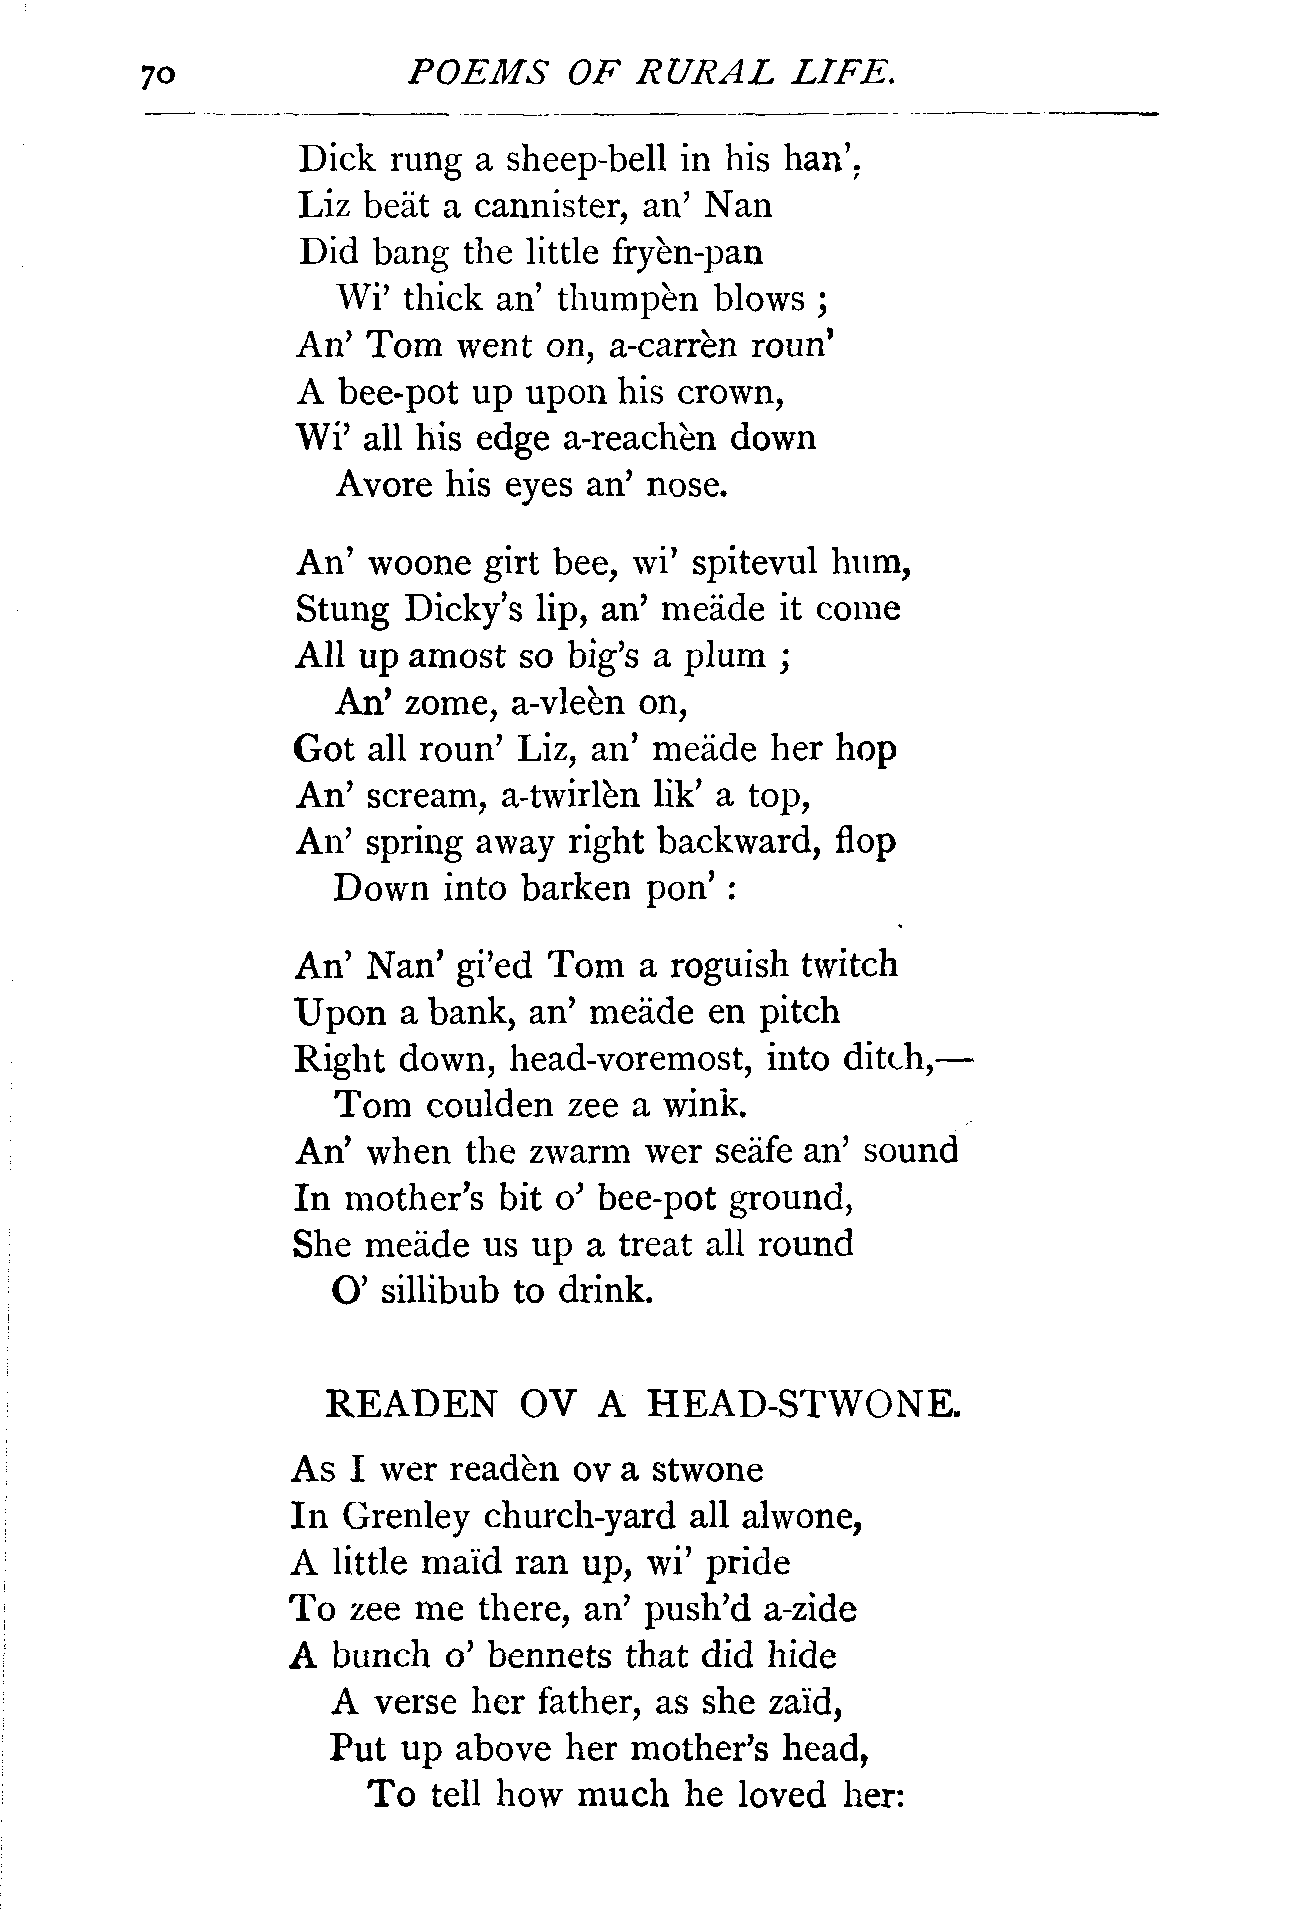 70 POEMS OF RURAL LIFE.
Dick rung a sheep-bell in his han';
Liz beät a cannister, an' Nan
Did bang the little fryèn-pan
Wi' thick an' thumpèn blows ;
An' Tom went on, a-carrèn roun'
A bee-pot up upon his crown,
Wi' all his edge a-reachèn down
Avore his eyes an' nose.
An' woone girt bee, wi' spitevul hum,
Stung Dicky's lip, an' meäde it come
All up amost so big's a plum ;
An' zome, a-vleèn on,
Got all roun' Liz, an' meäde her hop
An' scream, a-twirlèn lik' a top,
An' spring away right backward, flop
Down into barken pon' :
An' Nan' gi'ed Tom a roguish twitch
Upon a bank, an' meäde en pitch
Right down, head-voremost, into ditch,—
Tom coulden zee a wink.
An' when the zwarm wer seäfe an' sound
In mother's bit o' bee-pot ground,
She meäde us up a treat all round
O' sillibub to drink.
READEN OV A HEAD-STWONE.
As I wer readèn ov a stwone
In Grenley church-yard all alwone,
A little maïd ran up, wi' pride
To zee me there, an' push'd a-zide
A bunch o' bennets that did hide
A verse her father, as she zaïd,
Put up above her mother's head,
To tell how much he loved her: